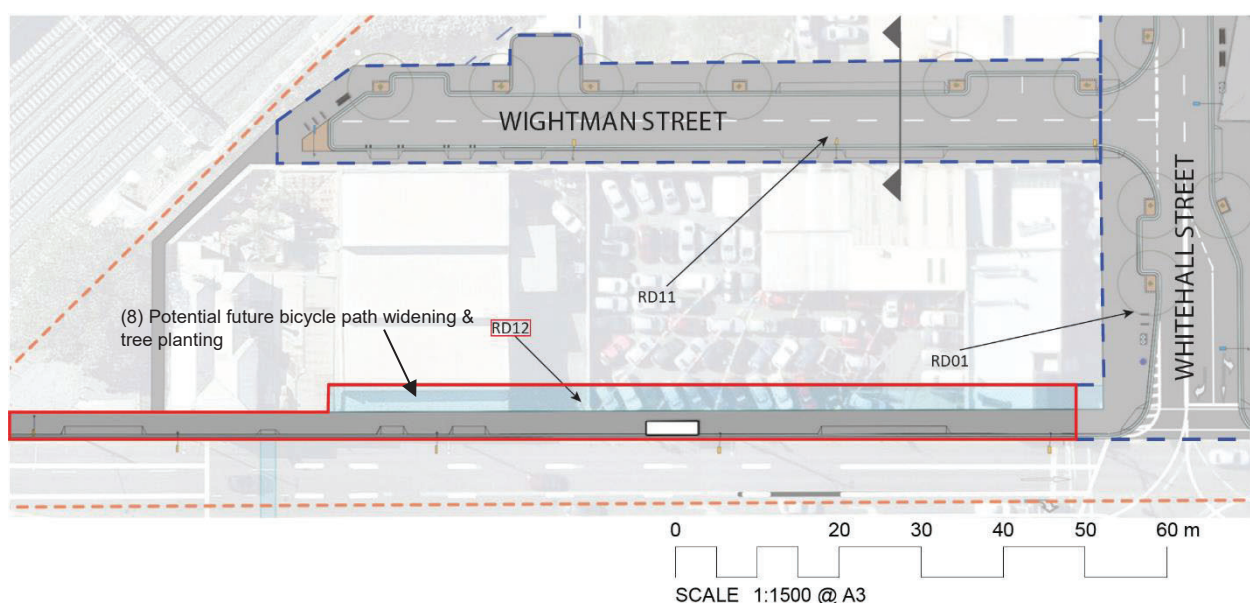 WIGHTMAN STREET
WHITEHALL STREET
RD11
(8) Potential future bicycle path widening &
tree planting
RD12
RD01
0 20 30 40 50 60 m
SCALE 1:1500 @ A3